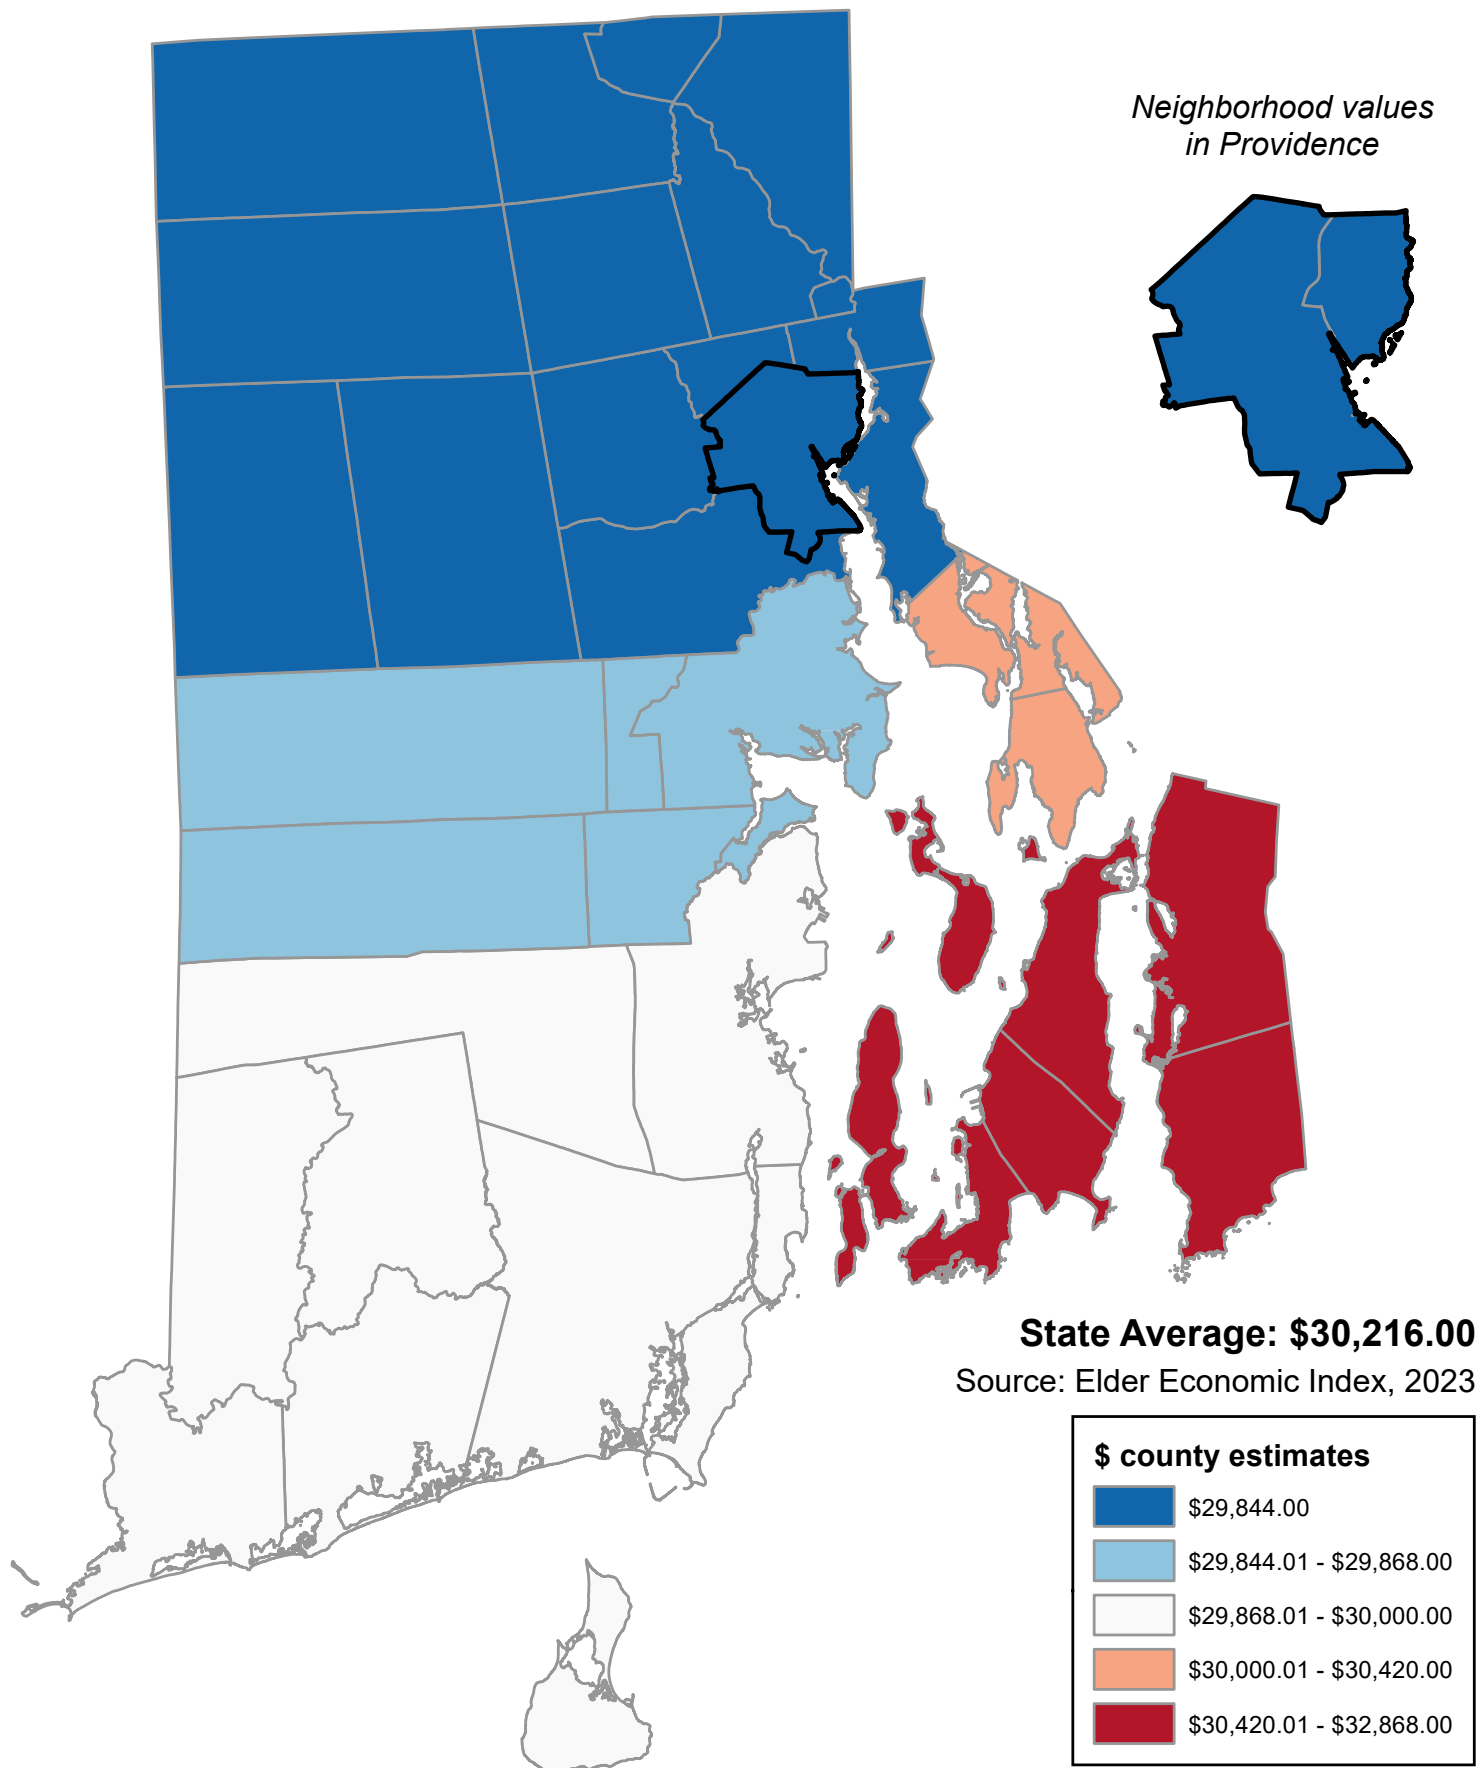 Neighborhood values
in Providence
State Average: $30,216.00
Source: Elder Economic Index, 2023
$ county estimates
$29,844.00
$29,844.01 - $29,868.00
$29,868.01 - $30,000.00
$30,000.01 - $30,420.00
$30,420.01 - $32,868.00